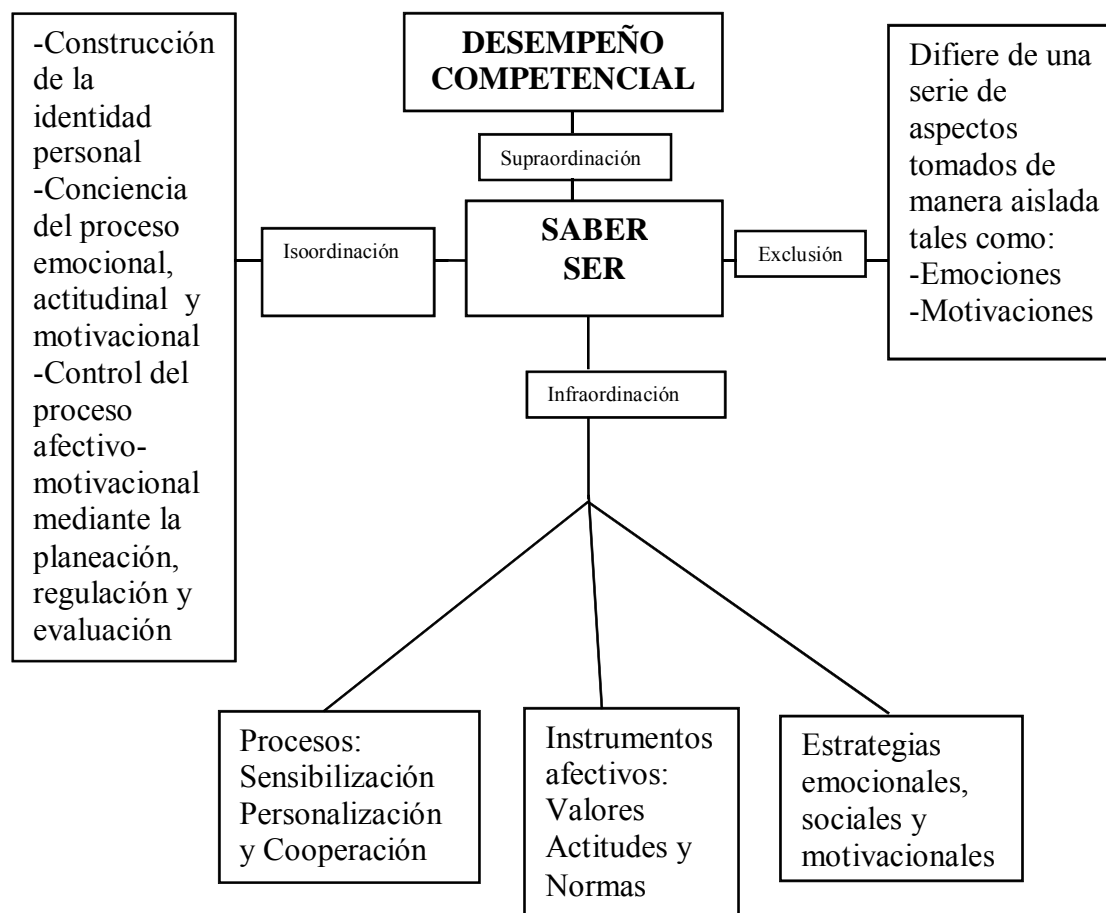 -Construcción
de la
identidad
personal
-Conciencia
del proceso
emocional,
actitudinal y
motivacional
-Control del
proceso
afectivo-
motivacional
mediante la
planeación,
regulación y
evaluación
DESEMPEÑO
COMPETENCIAL
Supraordinación
Isoordinación
SABER
SER
Exclusión
Difiere de una
serie de
aspectos
tomados de
manera aislada
tales como:
-Emociones
-Motivaciones
Infraordinación
Procesos:
Sensibilización
Personalización
y Cooperación
Instrumentos
afectivos:
Valores
Actitudes y
Normas
Estrategias
emocionales,
sociales y
motivacionales